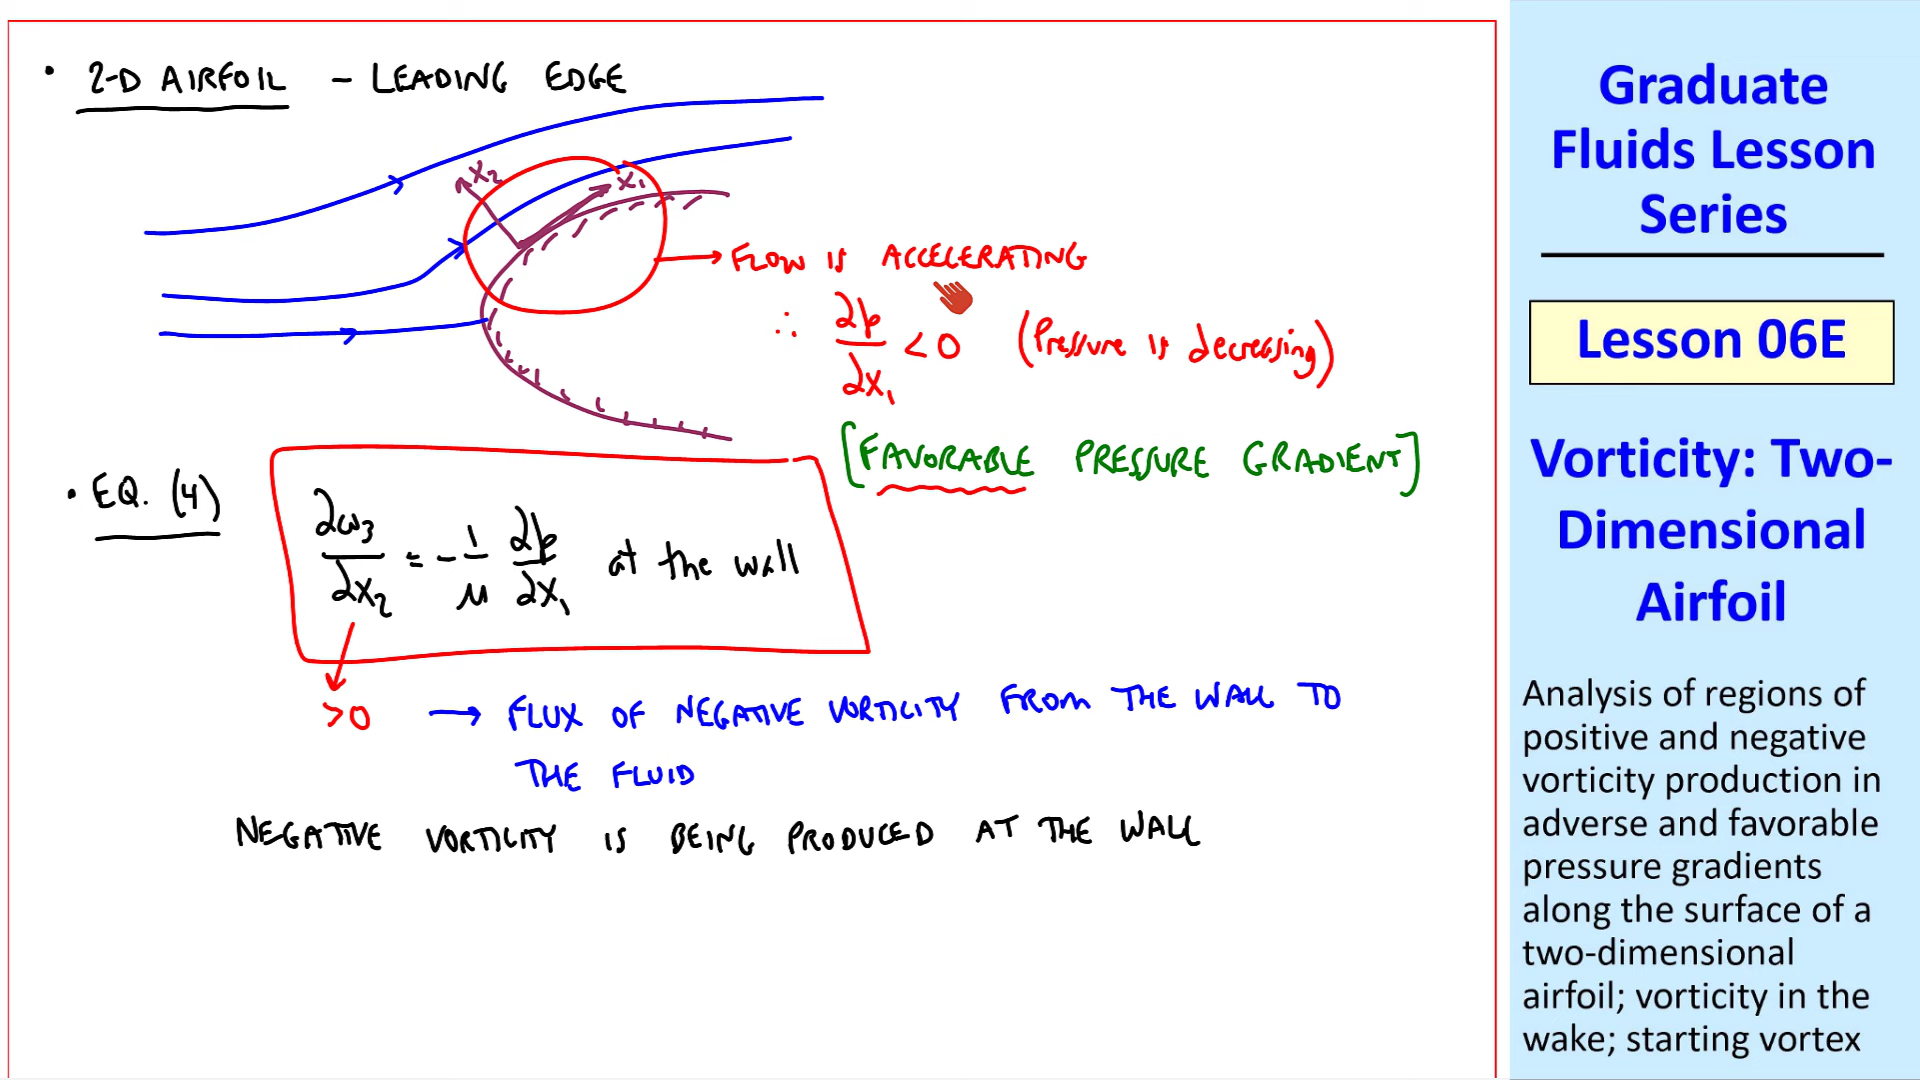 • 2-D AIRFOIL – LEADING EDGE
x₂
x₁
→ FLOW IS ACCELERATING
∴ ∂p/∂x₁ < 0 (Pressure is decreasing)
[FAVORABLE PRESSURE GRADIENT]
• EQ. (4)
∂ω₃/∂x₂ = -1/μ ∂p/∂x₁ at the wall
>0 → FLUX OF NEGATIVE VORTICITY FROM THE WALL TO
THE FLUID
NEGATIVE VORTICITY IS BEING PRODUCED AT THE WALL
Graduate
Fluids Lesson
Series
Lesson 06E
Vorticity: Two-
Dimensional
Airfoil
Analysis of regions of
positive and negative
vorticity production in
adverse and favorable
pressure gradients
along the surface of a
two-dimensional
airfoil; vorticity in the
wake; starting vortex